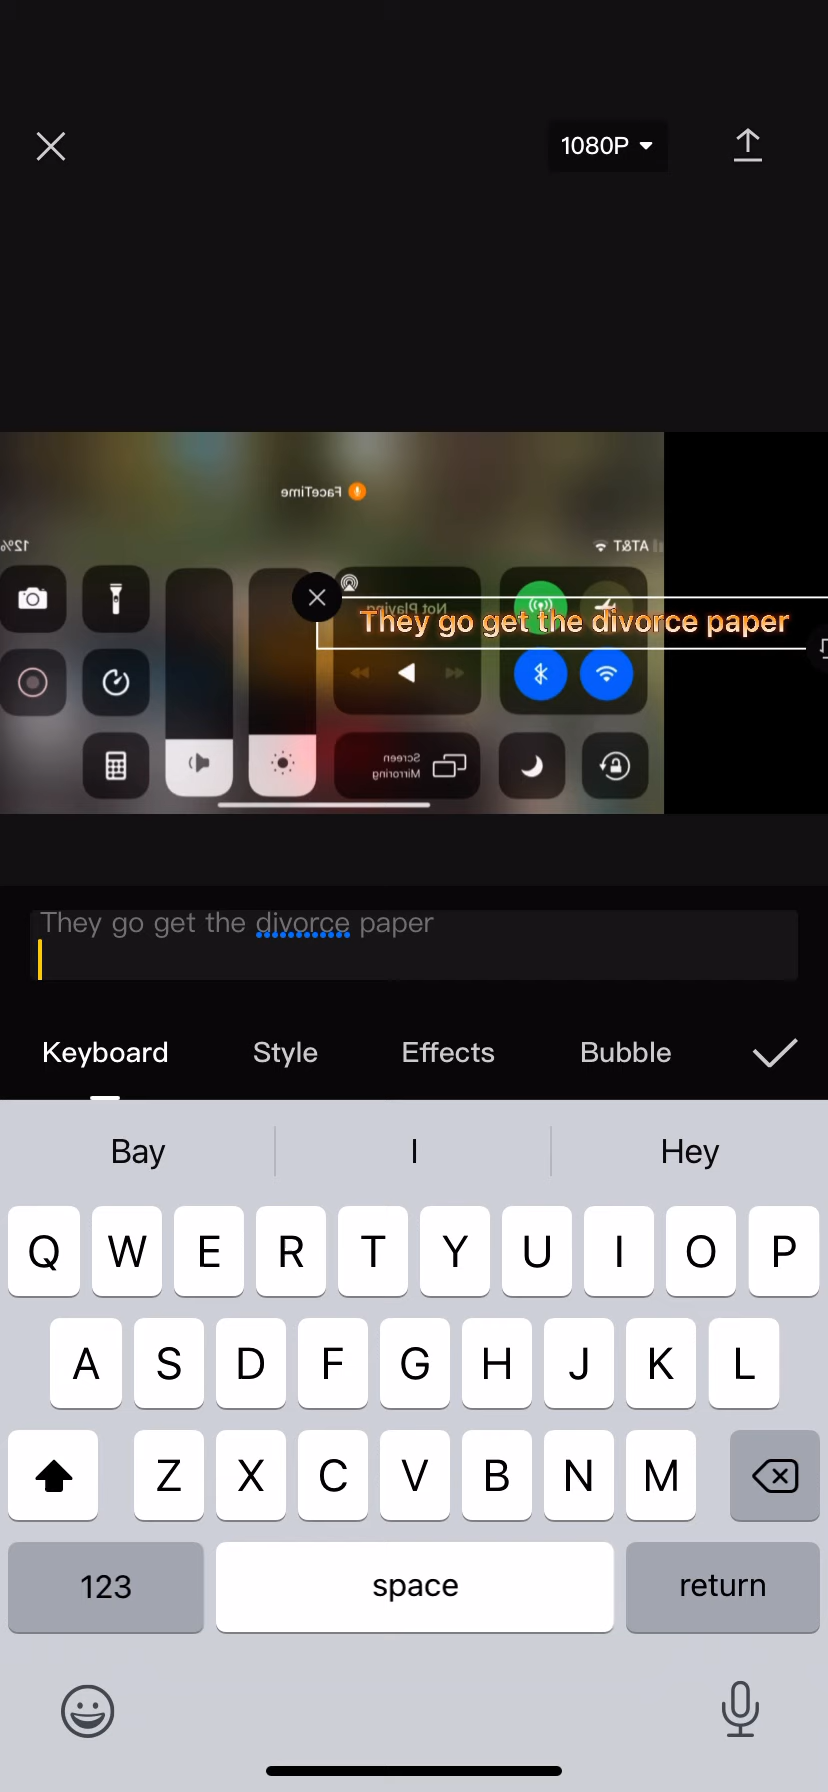 1080P
FaceTime
12%
AT&T
Not Playing
They go get the divorce paper
Screen
Mirroring
They go get the divorce paper
Keyboard Style Effects Bubble
Bay I Hey
Q W E R T Y U I O P
A S D F G H J K L
Z X C V B N M
123 space return